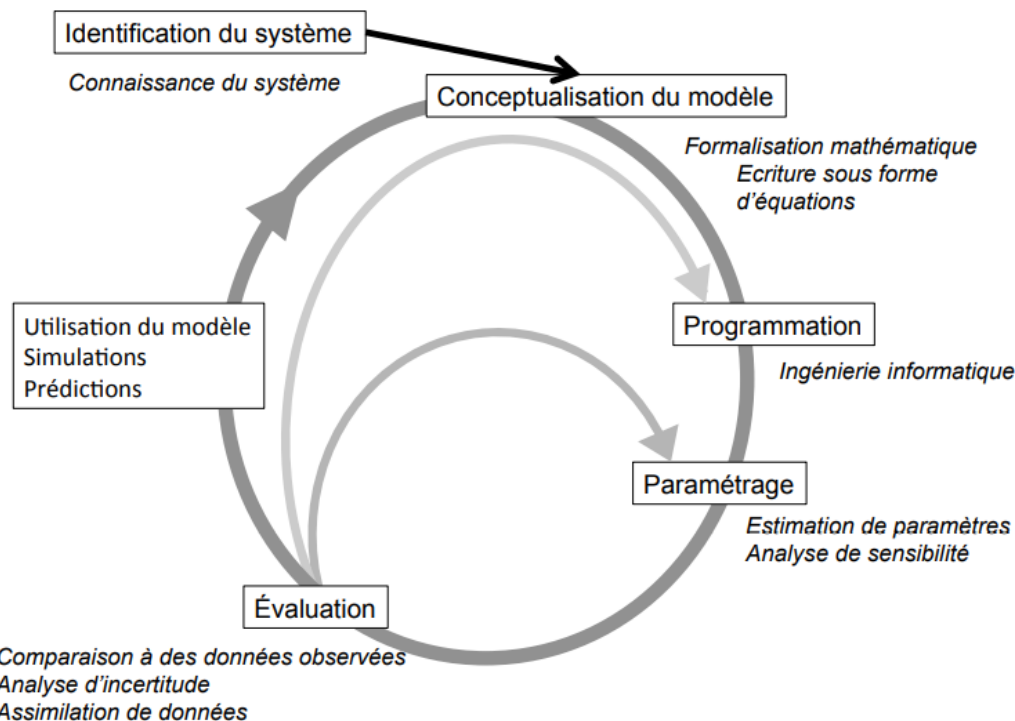 Identification du système
Connaissance du système
Conceptualisation du modèle
Formalisation mathématique
Ecriture sous forme
d'équations
Programmation
Ingénierie informatique
Paramétrage
Estimation de paramètres
Analyse de sensibilité
Évaluation
Comparaison à des données observées
Analyse d'incertitude
Assimilation de données
Utilisation du modèle
Simulations
Prédictions